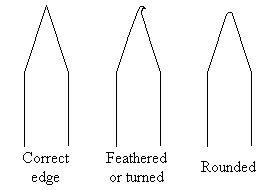 Correct
edge
Feathered
or turned
Rounded